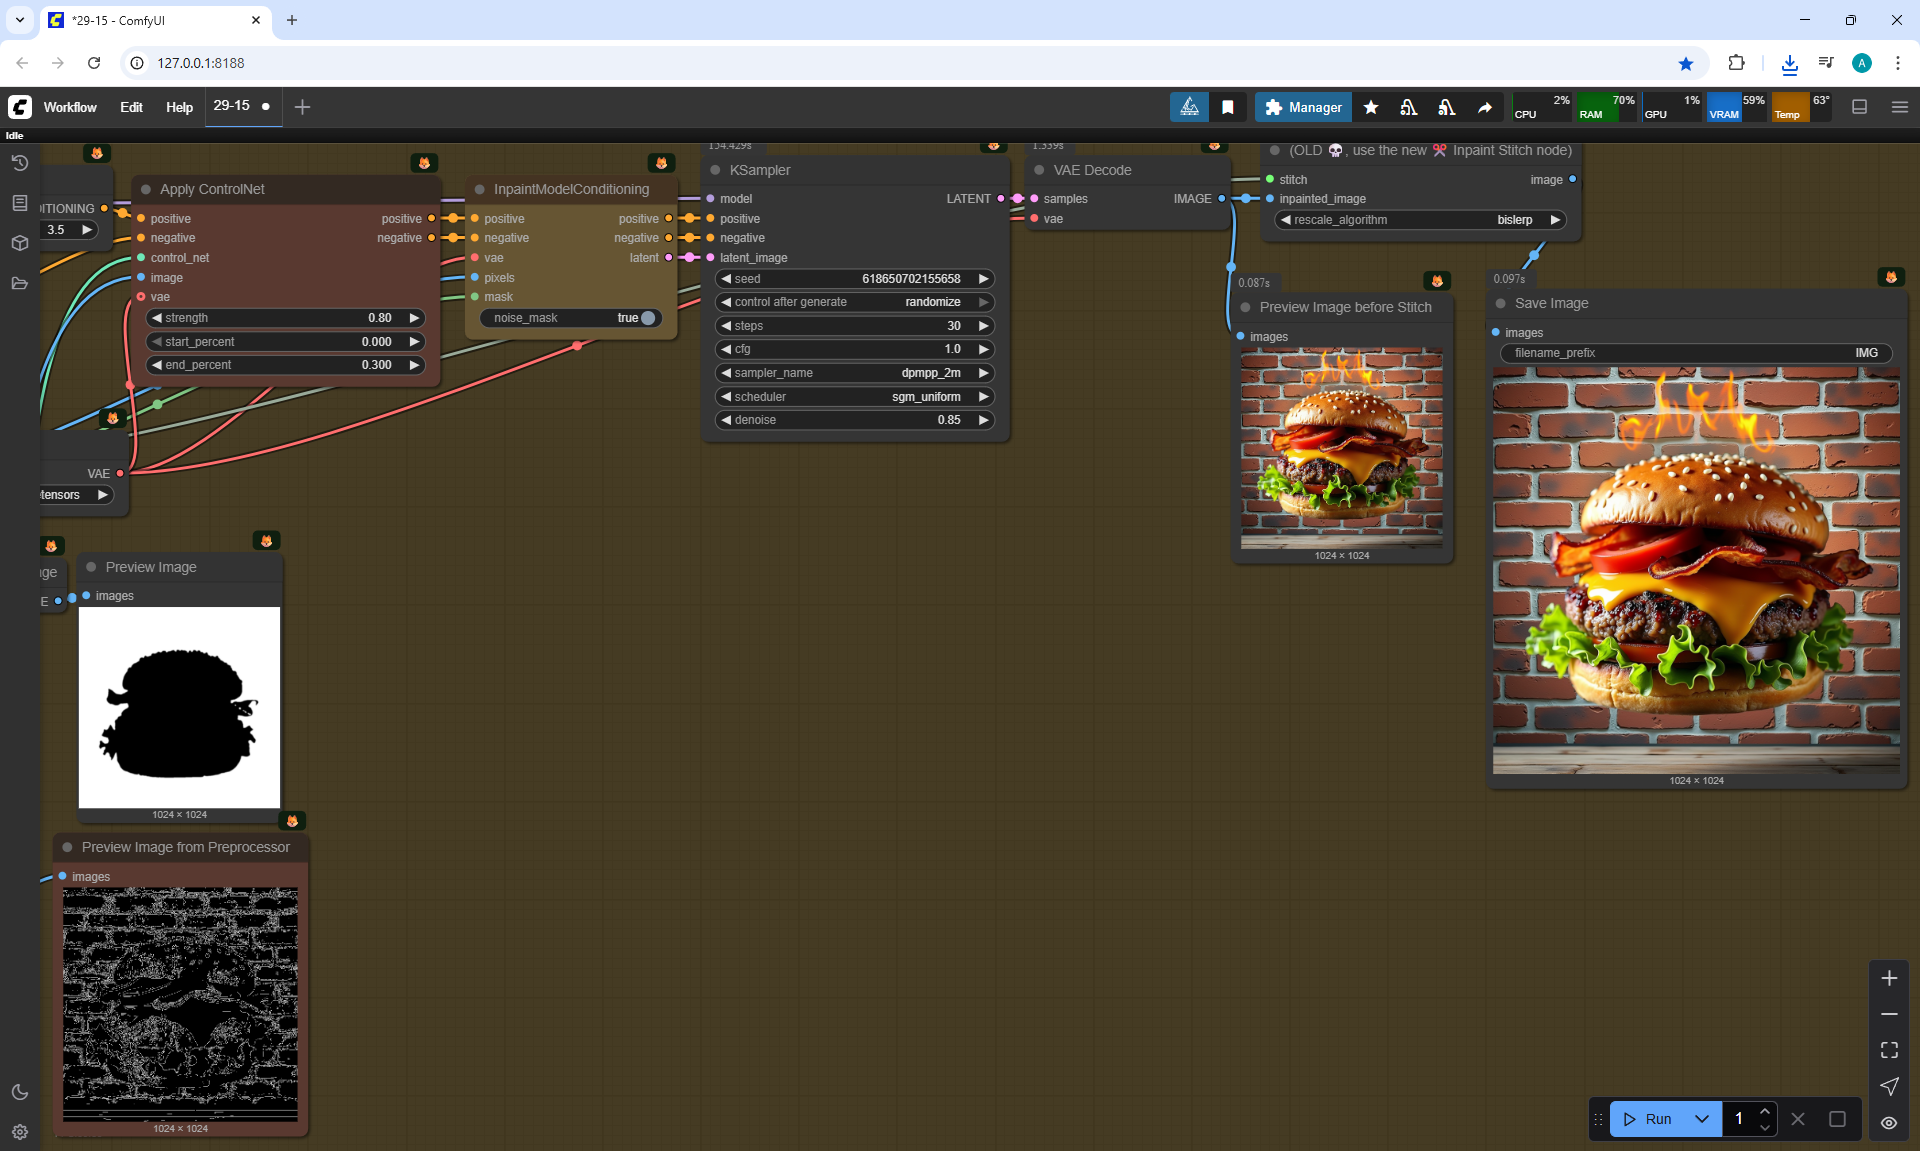 *29-15 - ComfyUI
127.0.0.1:8188
Workflow Edit Help 29-15
Manager
CPU 2% RAM 70% GPU 1% VRAM 59% Temp 63°
Idle
ITIONING
3.5
Apply ControlNet
positive positive
negative negative
control_net
image
vae
strength 0.80
start_percent 0.000
end_percent 0.300
InpaintModelConditioning
positive positive
negative negative
vae latent
pixels
mask
noise_mask true
154.429s
KSampler
model LATENT
positive
negative
latent_image
seed 618650702155658
control after generate randomize
steps 30
cfg 1.0
sampler_name dpmpp_2m
scheduler sgm_uniform
denoise 0.85
1.559s
VAE Decode
samples IMAGE
vae
(OLD 💀, use the new ✂️ Inpaint Stitch node)
stitch image
inpainted_image
rescale_algorithm bislerp
0.087s
Preview Image before Stitch
images
1024 × 1024
0.097s
Save Image
images
filename_prefix IMG
1024 × 1024
VAE
tensors
ge
E
Preview Image
images
1024 × 1024
Preview Image from Preprocessor
images
1024 × 1024
Run 1
A